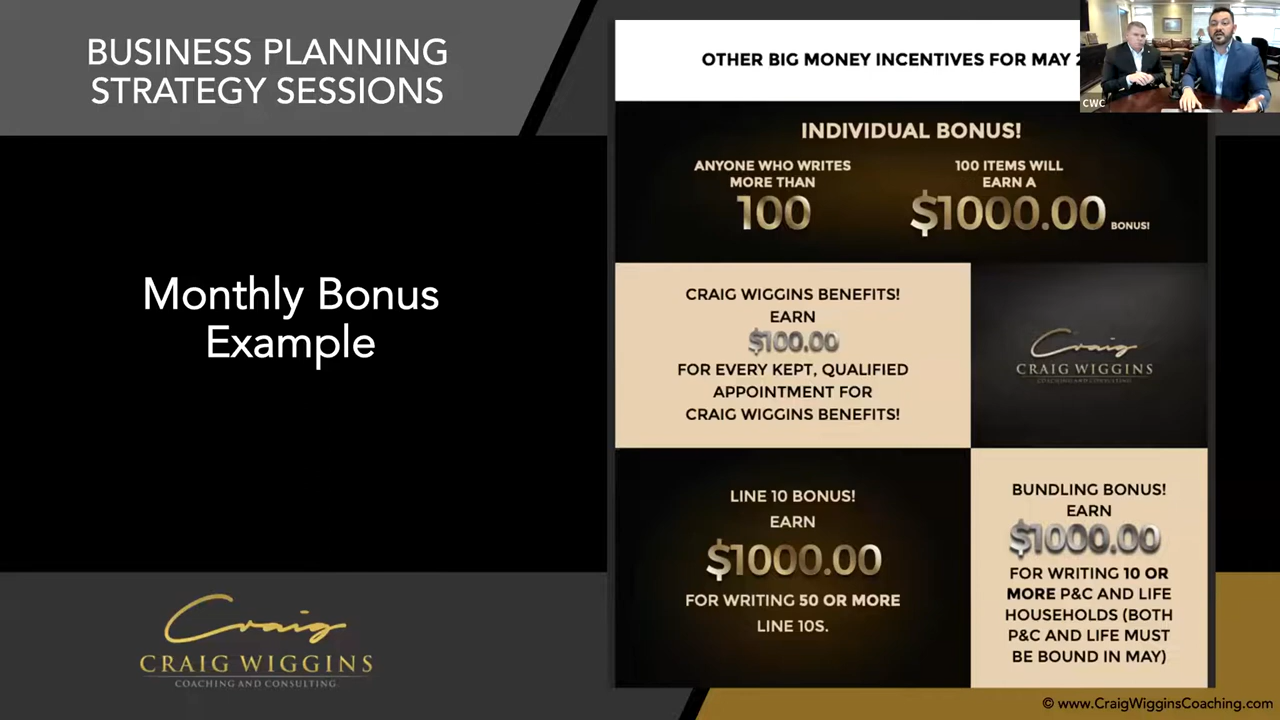 BUSINESS PLANNING
STRATEGY SESSIONS
Monthly Bonus
Example
Craig
CRAIG WIGGINS
COACHING AND CONSULTING
OTHER BIG MONEY INCENTIVES FOR MAY
CWC
INDIVIDUAL BONUS!
ANYONE WHO WRITES
MORE THAN
100
100 ITEMS WILL
EARN A
$1000.00 BONUS!
CRAIG WIGGINS BENEFITS!
EARN
$100.00
FOR EVERY KEPT, QUALIFIED
APPOINTMENT FOR
CRAIG WIGGINS BENEFITS!
Craig
CRAIG WIGGINS
COACHING AND CONSULTING
LINE 10 BONUS!
EARN
$1000.00
FOR WRITING 50 OR MORE
LINE 10S.
BUNDLING BONUS!
EARN
$1000.00
FOR WRITING 10 OR
MORE P&C AND LIFE
HOUSEHOLDS (BOTH
P&C AND LIFE MUST
BE BOUND IN MAY)
© www.CraigWigginsCoaching.com